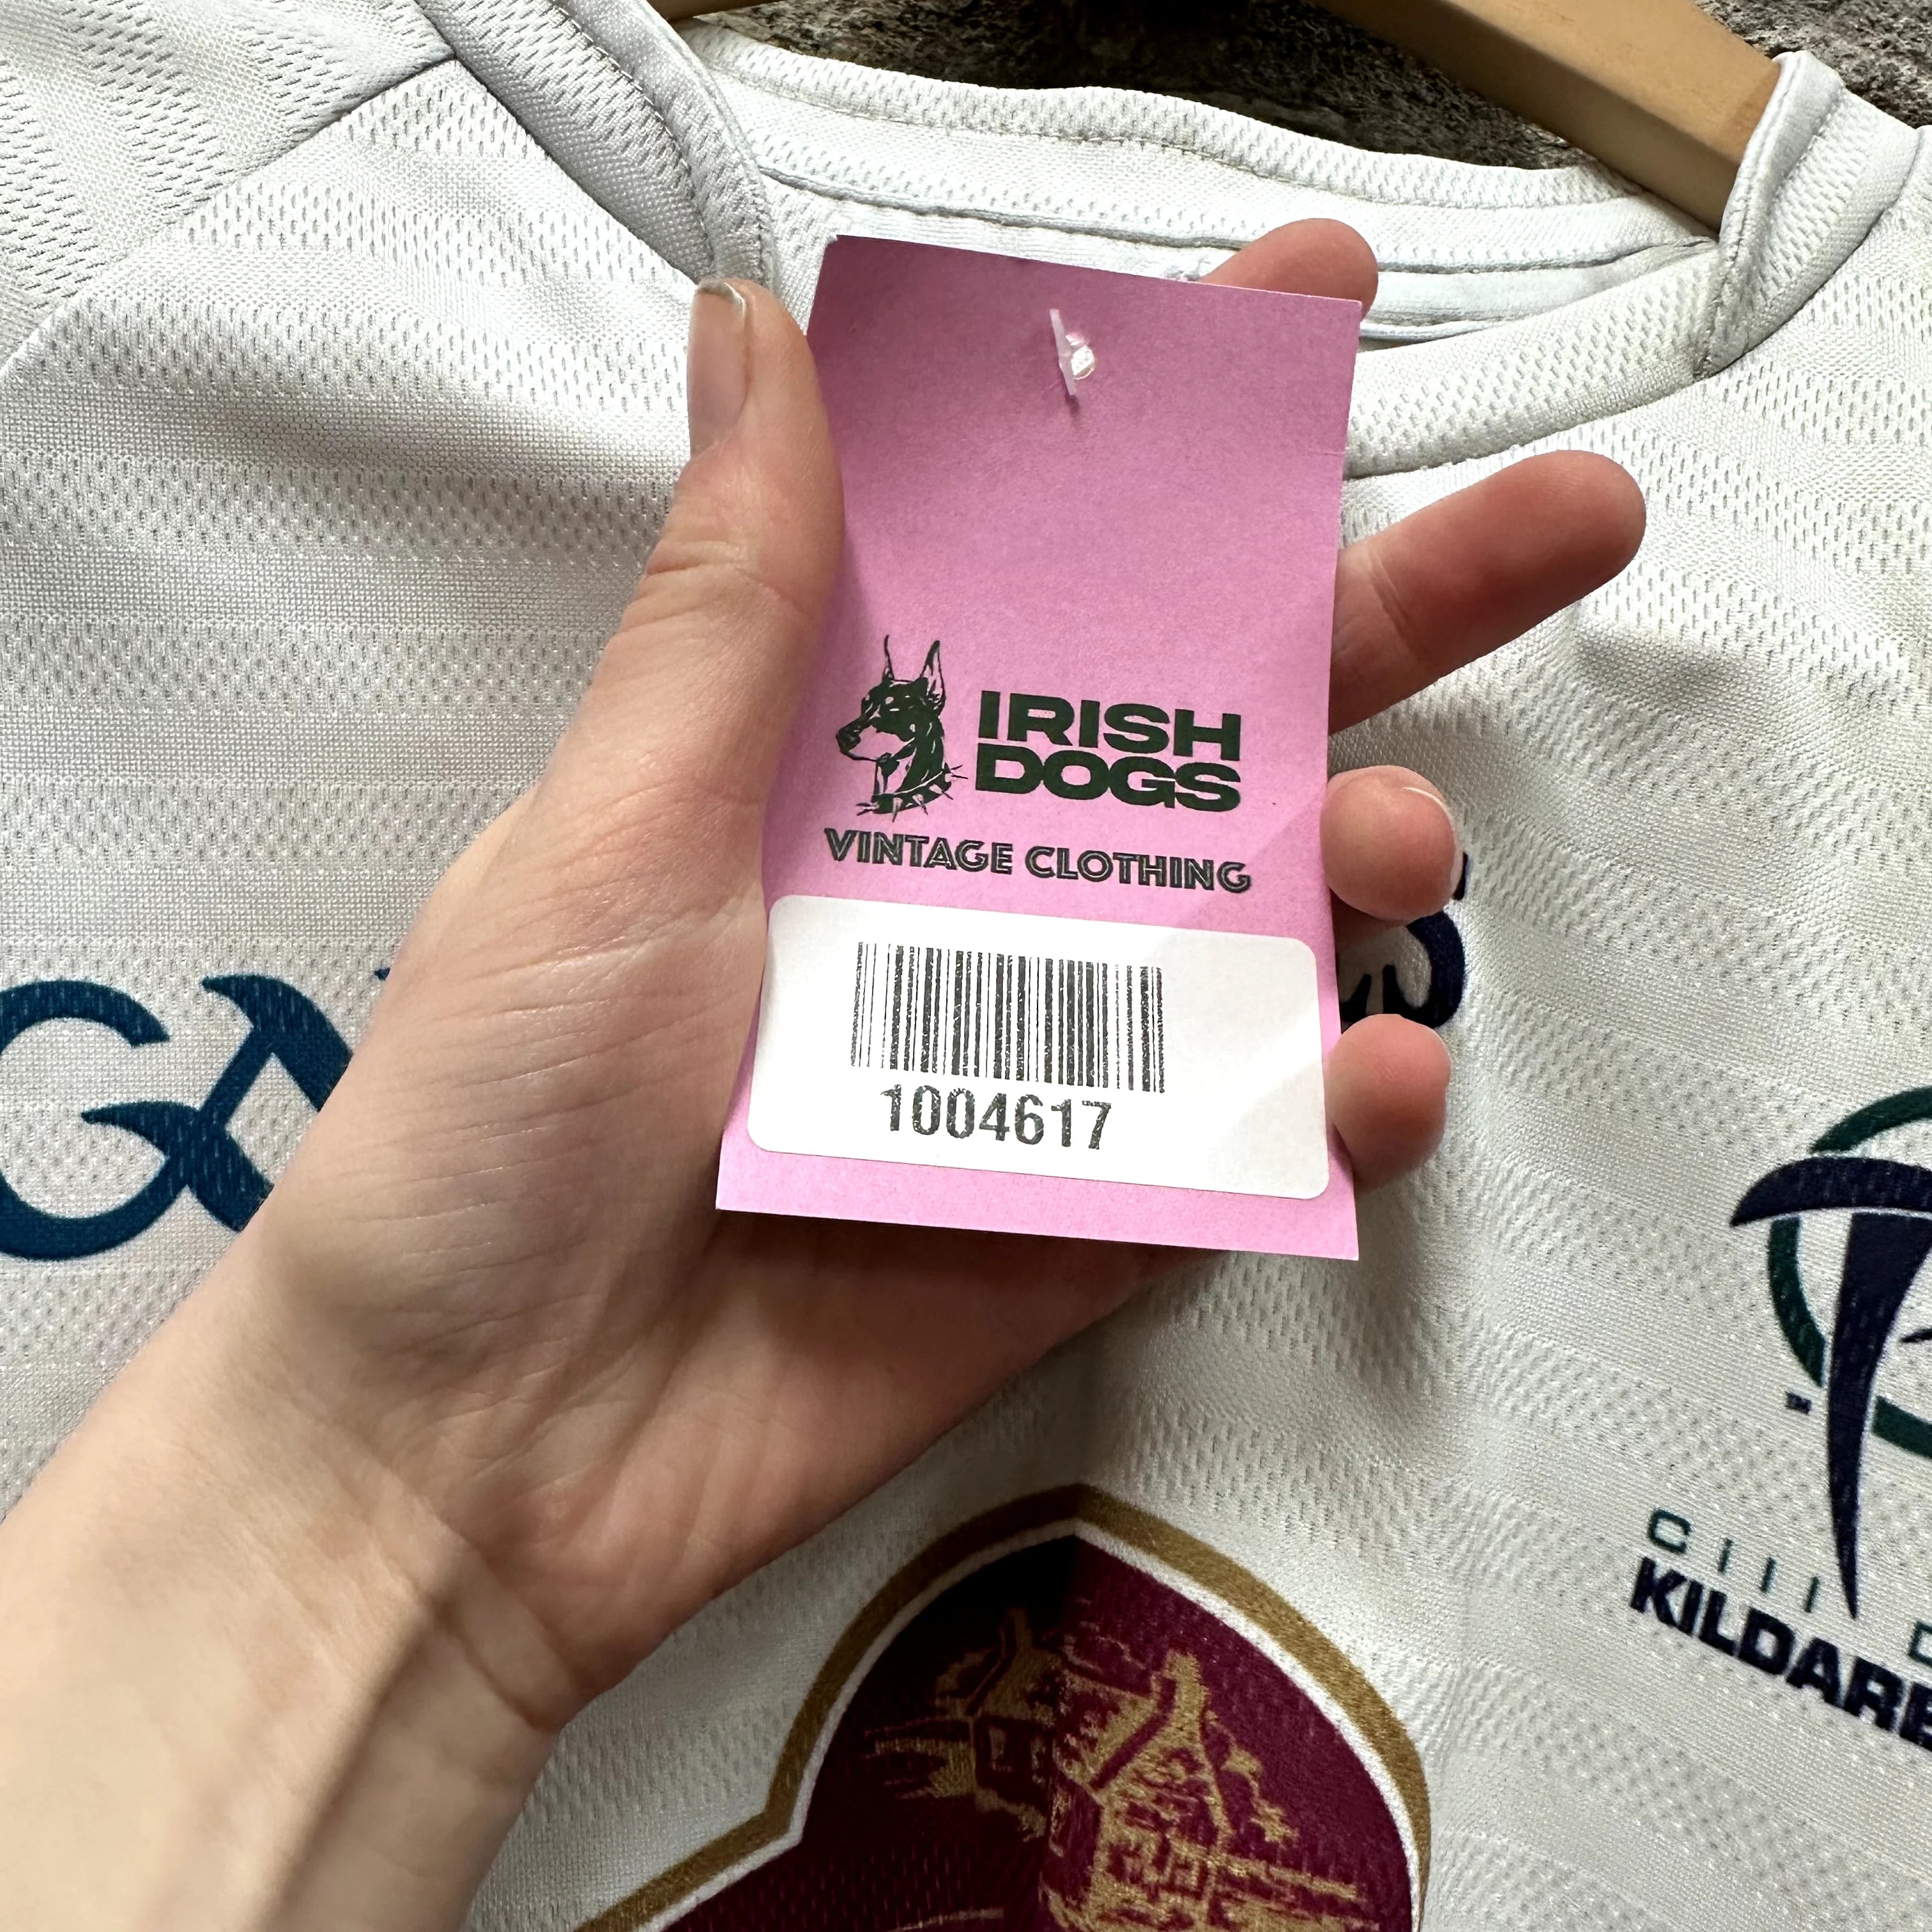 IRISH
DOGS
VINTAGE CLOTHING
1004617
KILDARE